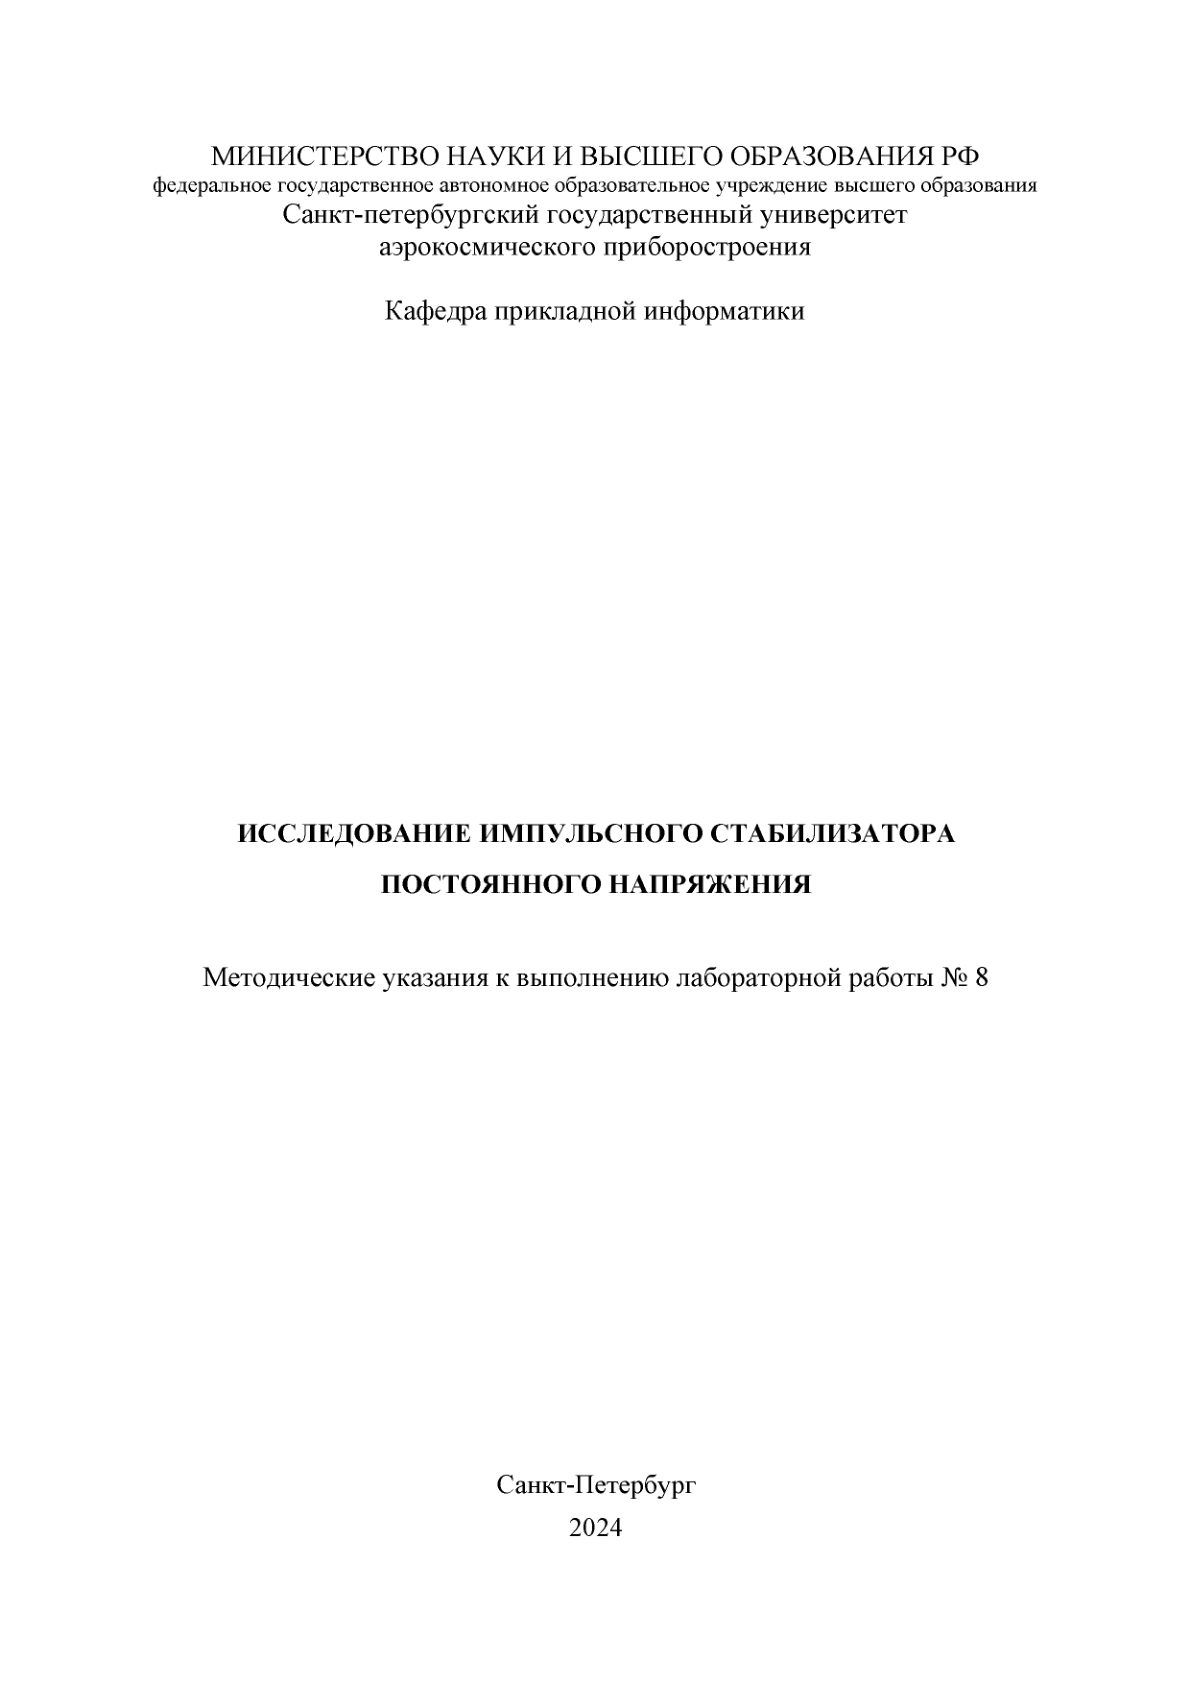 МИНИСТЕРСТВО НАУКИ И ВЫСШЕГО ОБРАЗОВАНИЯ РФ
федеральное государственное автономное образовательное учреждение высшего образования
Санкт-петербургский государственный университет
аэрокосмического приборостроения
Кафедра прикладной информатики
ИССЛЕДОВАНИЕ ИМПУЛЬСНОГО СТАБИЛИЗАТОРА
ПОСТОЯННОГО НАПРЯЖЕНИЯ
Методические указания к выполнению лабораторной работы № 8
Санкт-Петербург
2024